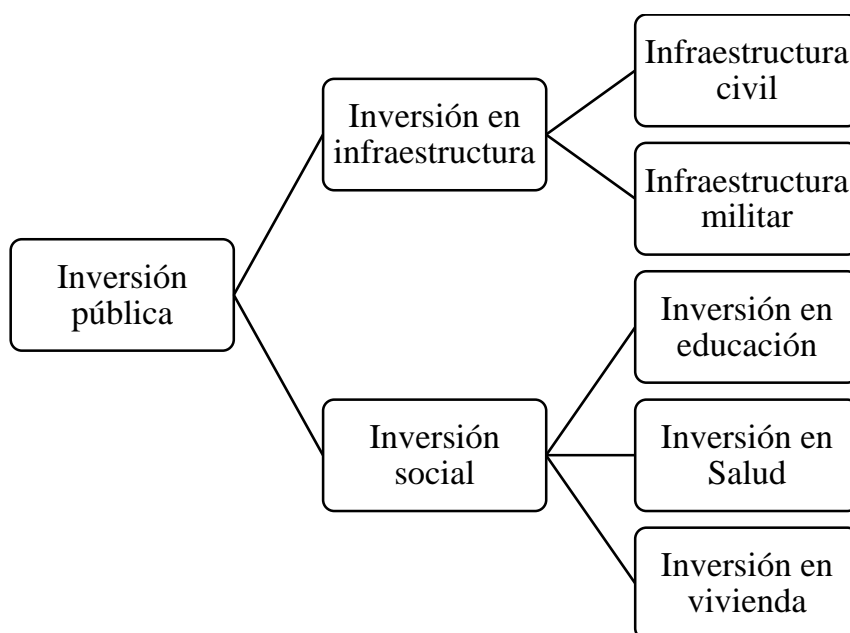 Inversión
pública
Inversión en
infraestructura
Infraestructura
civil
Infraestructura
militar
Inversión
social
Inversión en
educación
Inversión en
Salud
Inversión en
vivienda